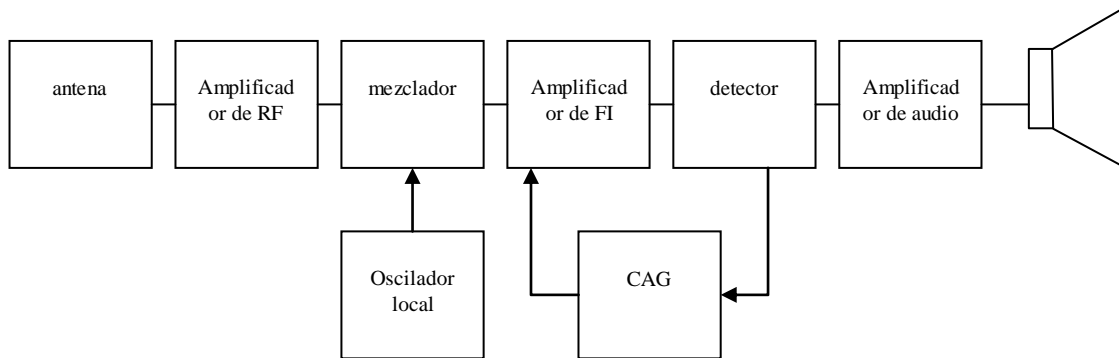 antena
Amplificad
or de RF
mezclador
Amplificad
or de FI
detector
Amplificad
or de audio
Oscilador
local
CAG